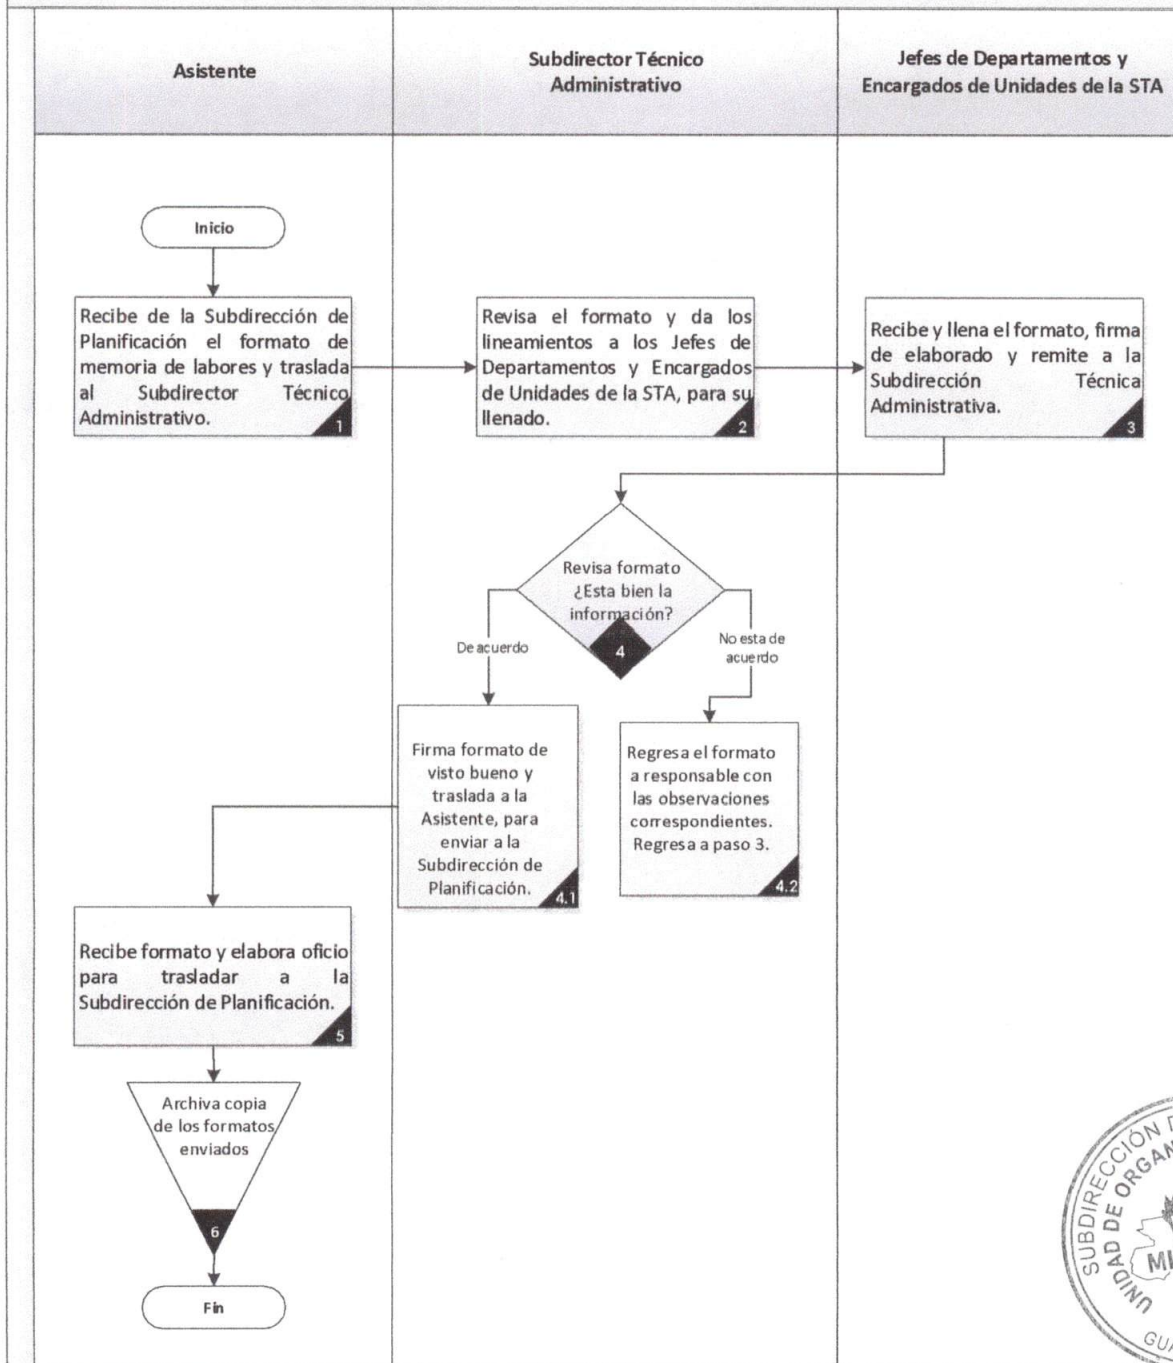 Asistente
Subdirector Técnico
Administrativo
Jefes de Departamentos y
Encargados de Unidades de la STA
Inicio
Recibe de la Subdirección de
Planificación el formato de
memoria de labores y traslada
al Subdirector Técnico
Administrativo.
1
Revisa el formato y da los
lineamientos a los Jefes de
Departamentos y Encargados
de Unidades de la STA, para su
llenado.
2
Recibe y llena el formato, firma
de elaborado y remite a la
Subdirección Técnica
Administrativa.
3
Revisa formato
¿Esta bien la
información?
4
De acuerdo
No esta de
acuerdo
Firma formato de
visto bueno y
traslada a la
Asistente, para
enviar a la
Subdirección de
Planificación.
4.1
Regresa el formato
a responsable con
las observaciones
correspondientes.
Regresa a paso 3.
4.2
Recibe formato y elabora oficio
para trasladar a la
Subdirección de Planificación.
5
Archiva copia
de los formatos
enviados
6
Fin
SUBDIRECCIÓN
UNIDAD DE